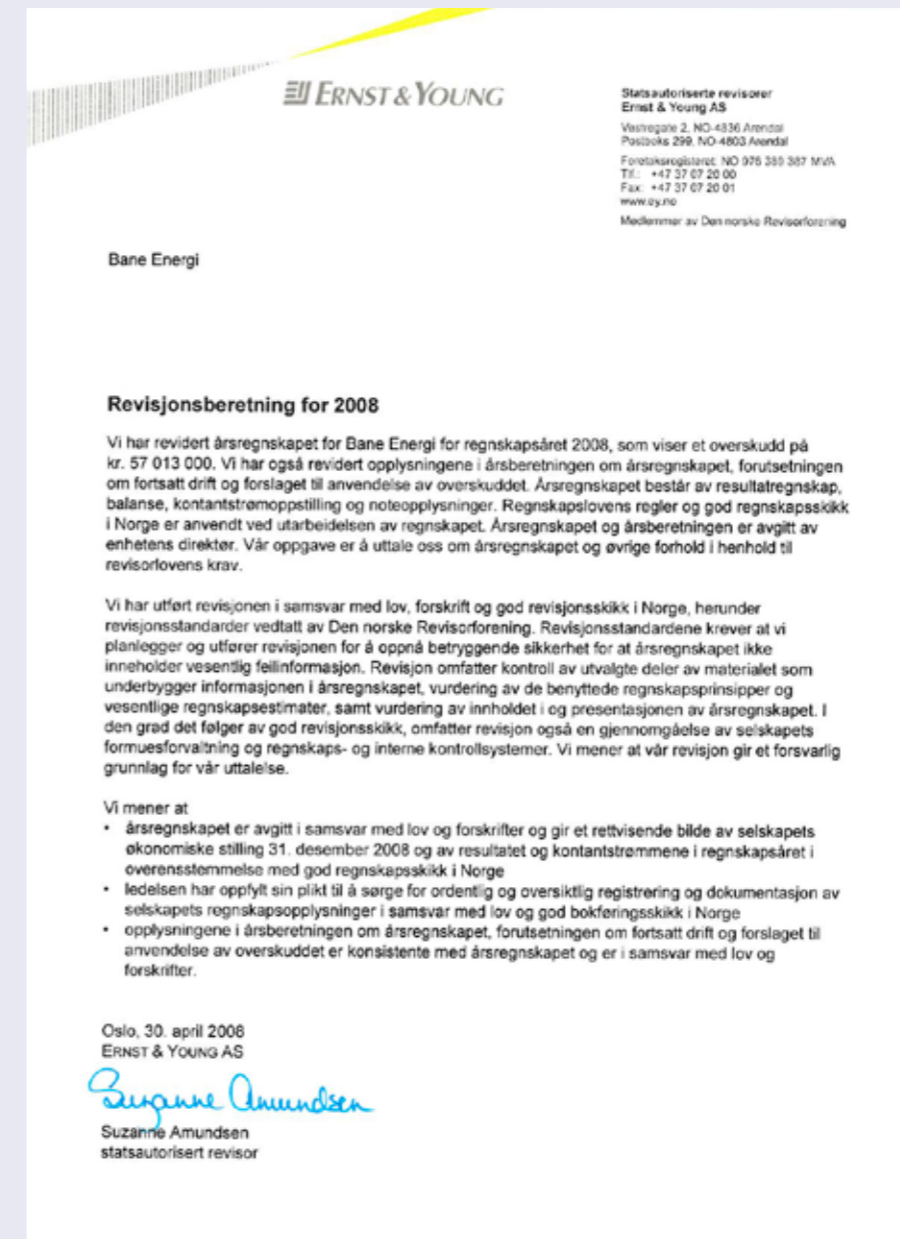 ERNST & YOUNG
Statsautoriserte revisorer
Ernst & Young AS
Vestregate 2, NO-4836 Arendal
Postboks 299, NO-4803 Arendal
Foretaksregisteret: NO 976 389 387 MVA
Tlf.: +47 37 07 20 00
Fax: +47 37 07 20 01
www.ey.no
Medlemmer av Den norske Revisorforening
Bane Energi
Revisjonsberetning for 2008
Vi har revidert årsregnskapet for Bane Energi for regnskapsåret 2008, som viser et overskudd på
kr. 57 013 000. Vi har også revidert opplysningene i årsberetningen om årsregnskapet, forutsetningen
om fortsatt drift og forslaget til anvendelse av overskuddet. Årsregnskapet består av resultatregnskap,
balanse, kontantstrømoppstilling og noteopplysninger. Regnskapslovens regler og god regnskapsskikk
i Norge er anvendt ved utarbeidelsen av regnskapet. Årsregnskapet og årsberetningen er avgitt av
enhetens direktør. Vår oppgave er å uttale oss om årsregnskapet og øvrige forhold i henhold til
revisorlovens krav.
Vi har utført revisjonen i samsvar med lov, forskrift og god revisjonsskikk i Norge, herunder
revisjonsstandarder vedtatt av Den norske Revisorforening. Revisjonsstandardene krever at vi
planlegger og utfører revisjonen for å oppnå betryggende sikkerhet for at årsregnskapet ikke
inneholder vesentlig feilinformasjon. Revisjon omfatter kontroll av utvalgte deler av materialet som
underbygger informasjonen i årsregnskapet, vurdering av de benyttede regnskapsprinsipper og
vesentlige regnskapsestimater, samt vurdering av innholdet i og presentasjonen av årsregnskapet. I
den grad det følger av god revisjonsskikk, omfatter revisjon også en gjennomgåelse av selskapets
formuesforvaltning og regnskaps- og interne kontrollsystemer. Vi mener at vår revisjon gir et forsvarlig
grunnlag for vår uttalelse.
Vi mener at
• årsregnskapet er avgitt i samsvar med lov og forskrifter og gir et rettvisende bilde av selskapets
økonomiske stilling 31. desember 2008 og av resultatet og kontantstrømmene i regnskapsåret i
overensstemmelse med god regnskapsskikk i Norge
• ledelsen har oppfylt sin plikt til å sørge for ordentlig og oversiktlig registrering og dokumentasjon av
selskapets regnskapsopplysninger i samsvar med lov og god bokføringsskikk i Norge
• opplysningene i årsberetningen om årsregnskapet, forutsetningen om fortsatt drift og forslaget til
anvendelse av overskuddet er konsistente med årsregnskapet og er i samsvar med lov og
forskrifter.
Oslo, 30. april 2008
ERNST & YOUNG AS
Suzanne Amundsen
Suzanne Amundsen
statsautorisert revisor